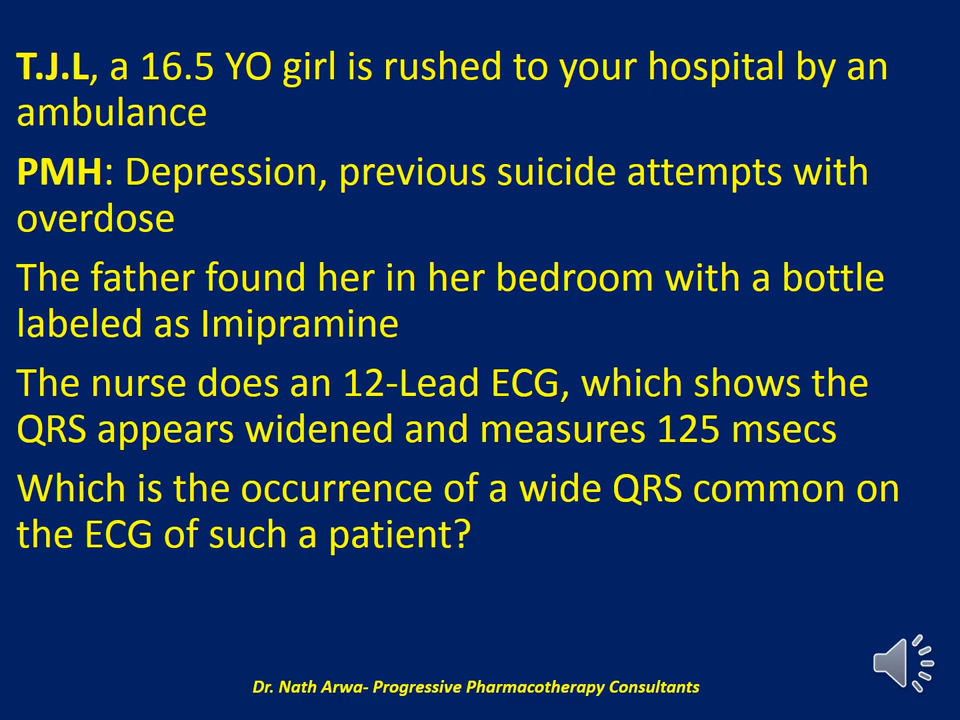 T.J.L, a 16.5 YO girl is rushed to your hospital by an
ambulance
PMH: Depression, previous suicide attempts with
overdose
The father found her in her bedroom with a bottle
labeled as Imipramine
The nurse does an 12-Lead ECG, which shows the
QRS appears widened and measures 125 msecs
Which is the occurrence of a wide QRS common on
the ECG of such a patient?
Dr. Nath Arwa- Progressive Pharmacotherapy Consultants